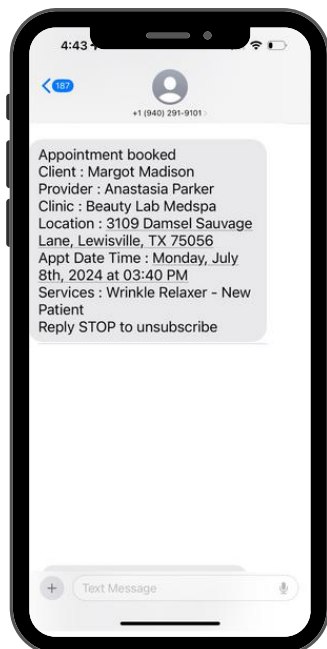 4:43
187
+1 (940) 291-9101
Appointment booked
Client : Margot Madison
Provider : Anastasia Parker
Clinic : Beauty Lab Medspa
Location : 3109 Damsel Sauvage
Lane, Lewisville, TX 75056
Appt Date Time : Monday, July
8th, 2024 at 03:40 PM
Services : Wrinkle Relaxer - New
Patient
Reply STOP to unsubscribe
Text Message